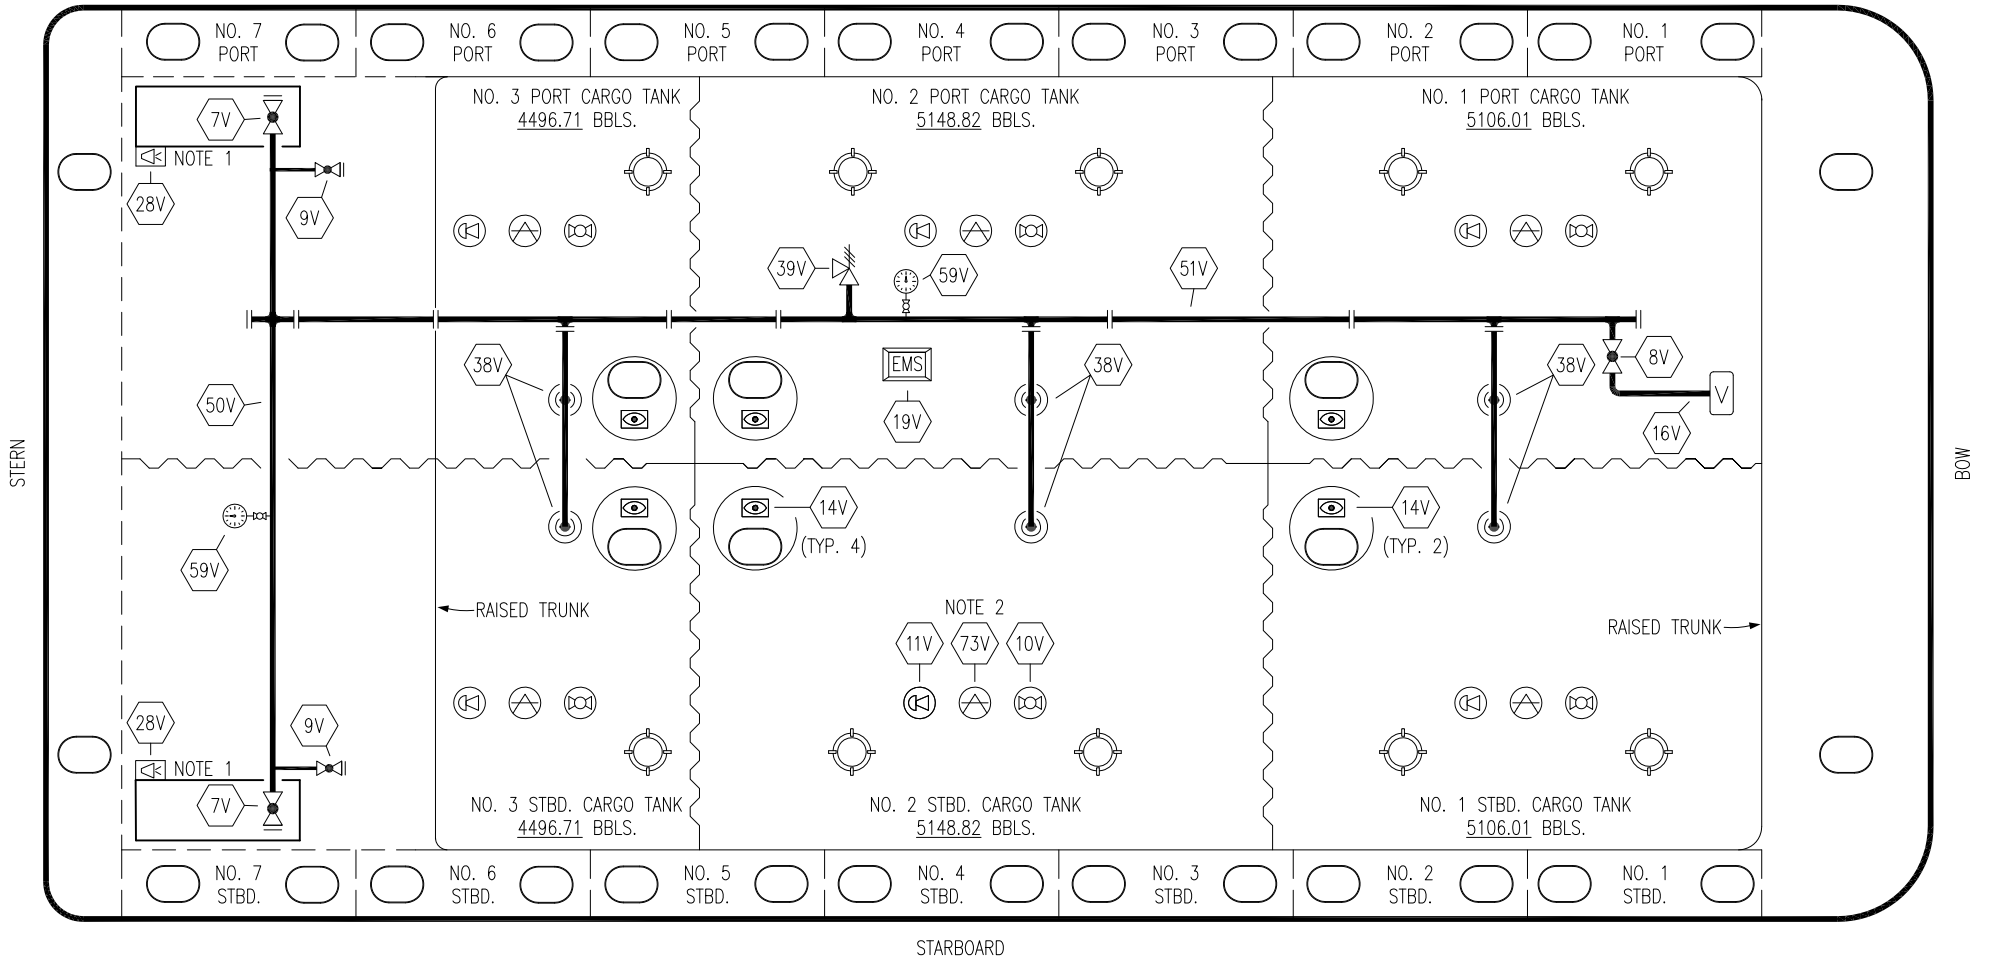 NO. 7
PORT
NO. 6
PORT
NO. 5
PORT
NO. 4
PORT
NO. 3
PORT
NO. 2
PORT
NO. 1
PORT
NO. 3 PORT CARGO TANK
4496.71 BBLS.
NO. 2 PORT CARGO TANK
5148.82 BBLS.
NO. 1 PORT CARGO TANK
5106.01 BBLS.
7V
NOTE 1
28V
9V
39V
59V
51V
38V
EMS
38V
38V
8V
V
50V
19V
16V
STERN
BOW
59V
14V
(TYP. 4)
14V
(TYP. 2)
RAISED TRUNK
NOTE 2
RAISED TRUNK
11V
73V
10V
28V
9V
NOTE 1
7V
NO. 3 STBD. CARGO TANK
4496.71 BBLS.
NO. 2 STBD. CARGO TANK
5148.82 BBLS.
NO. 1 STBD. CARGO TANK
5106.01 BBLS.
NO. 7
STBD.
NO. 6
STBD.
NO. 5
STBD.
NO. 4
STBD.
NO. 3
STBD.
NO. 2
STBD.
NO. 1
STBD.
STARBOARD